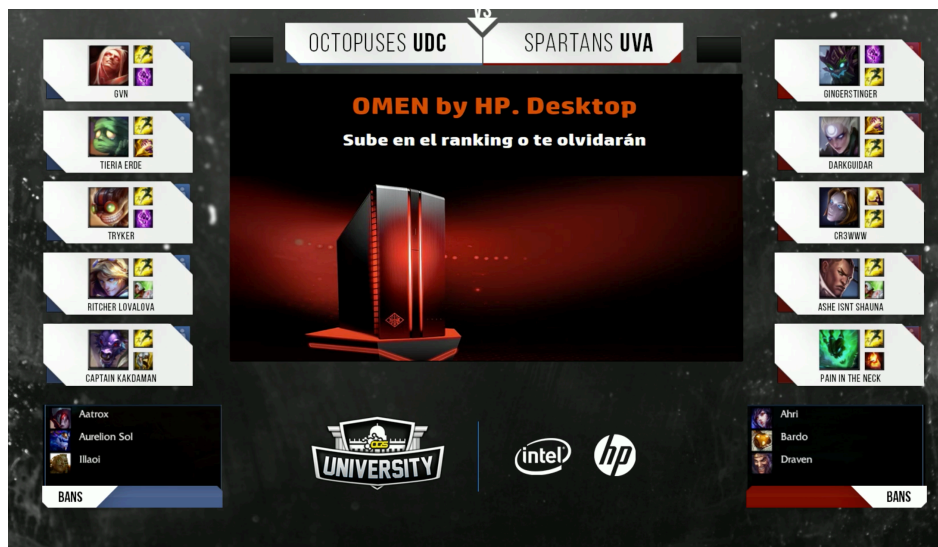 VS
OCTOPUSES UDC
SPARTANS UVA
GVN
TIERIA ERDE
TRYKER
RITCHER LOVALOVA
CAPTAIN KAKDAMAN
OMEN by HP. Desktop
Sube en el ranking o te olvidarán
GINGERSTINGER
DARKGUIDAR
CR3WWW
ASHE ISNT SHAUNA
PAIN IN THE NECK
Aatrox
Aurelion Sol
Illaoi
BANS
OGS
UNIVERSITY
intel
hp
Ahri
Bardo
Draven
BANS